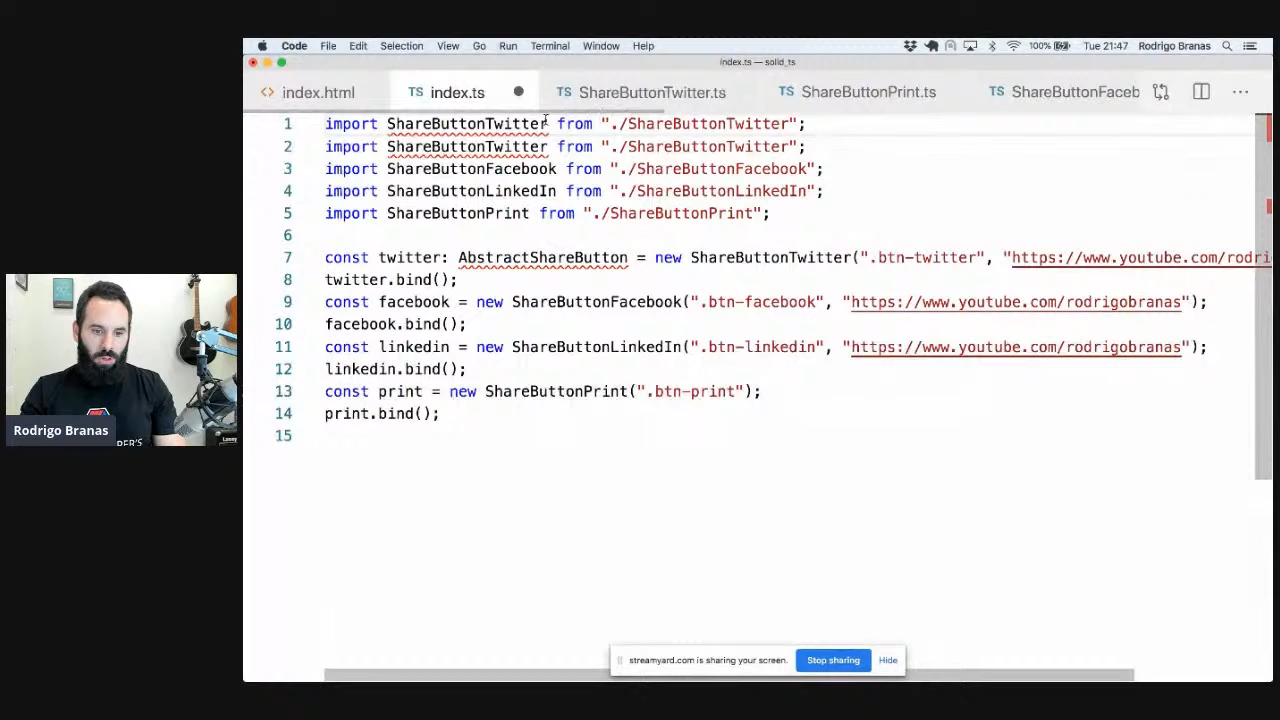 Code File Edit Selection View Go Run Terminal Window Help 100% Tue 21:47 Rodrigo Branas
index.ts — solid_ts
index.html TS index.ts TS ShareButtonTwitter.ts TS ShareButtonPrint.ts TS ShareButtonFaceb
1 import ShareButtonTwitter from "./ShareButtonTwitter";
2 import ShareButtonTwitter from "./ShareButtonTwitter";
3 import ShareButtonFacebook from "./ShareButtonFacebook";
4 import ShareButtonLinkedIn from "./ShareButtonLinkedIn";
5 import ShareButtonPrint from "./ShareButtonPrint";
6
7 const twitter: AbstractShareButton = new ShareButtonTwitter(".btn-twitter", "https://www.youtube.com/rodri
8 twitter.bind();
9 const facebook = new ShareButtonFacebook(".btn-facebook", "https://www.youtube.com/rodrigobranas");
10 facebook.bind();
11 const linkedin = new ShareButtonLinkedIn(".btn-linkedin", "https://www.youtube.com/rodrigobranas");
12 linkedin.bind();
13 const print = new ShareButtonPrint(".btn-print");
14 print.bind();
15
Rodrigo Branas
streamyard.com is sharing your screen. Stop sharing Hide